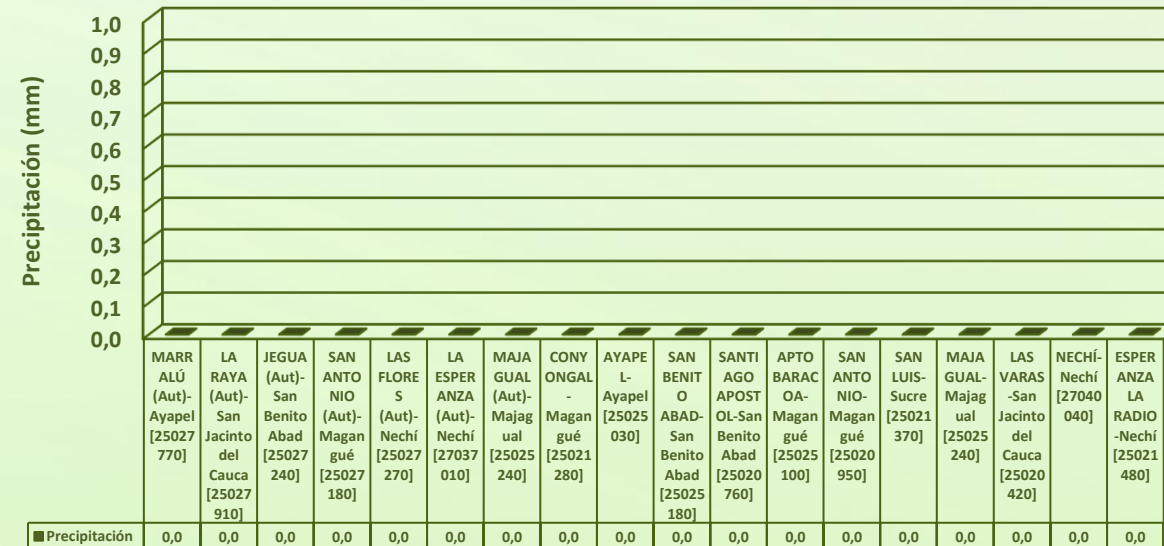 Precipitación (mm)
1,0
0,9
0,8
0,7
0,6
0,5
0,4
0,3
0,2
0,1
0,0
MARR
ALÚ
(Aut)-
Ayapel
[25027
770]
LA
RAYA
(Aut)-
San
Jacinto
del
Cauca
[25027
910]
JEGUA
(Aut)-
San
Benito
Abad
[25027
240]
SAN
ANTO
NIO
(Aut)-
Magan
gué
[25027
180]
LAS
FLORE
S
(Aut)-
Nechí
[25027
270]
LA
ESPER
ANZA
(Aut)-
Nechí
[27037
010]
MAJA
GUAL
(Aut)-
Majag
ual
[25025
240]
CONY
ONGAL
-
Magan
gué
[25021
280]
AYAPE
L-
Ayapel
[25025
030]
SAN
BENIT
O
ABAD-
San
Benito
Abad
[25025
180]
SANTI
AGO
APOST
OL-San
Benito
Abad
[25020
760]
APTO
BARAC
OA-
Magan
gué
[25025
100]
SAN
ANTO
NIO-
Magan
gué
[25020
950]
SAN
LUIS-
Sucre
[25021
370]
MAJA
GUAL-
Majag
ual
[25025
240]
LAS
VARAS
-San
Jacinto
del
Cauca
[25020
420]
NECHÍ-
Nechí
[27040
040]
ESPER
ANZA
LA
RADIO
-Nechí
[25021
480]
Precipitación 0,0 0,0 0,0 0,0 0,0 0,0 0,0 0,0 0,0 0,0 0,0 0,0 0,0 0,0 0,0 0,0 0,0 0,0